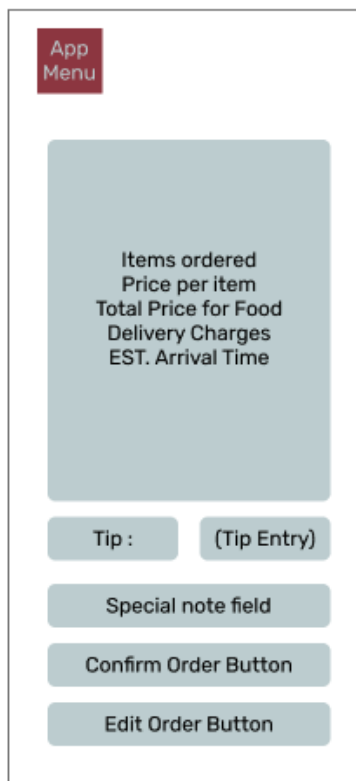 App
Menu
Items ordered
Price per item
Total Price for Food
Delivery Charges
EST. Arrival Time
Tip :
(Tip Entry)
Special note field
Confirm Order Button
Edit Order Button